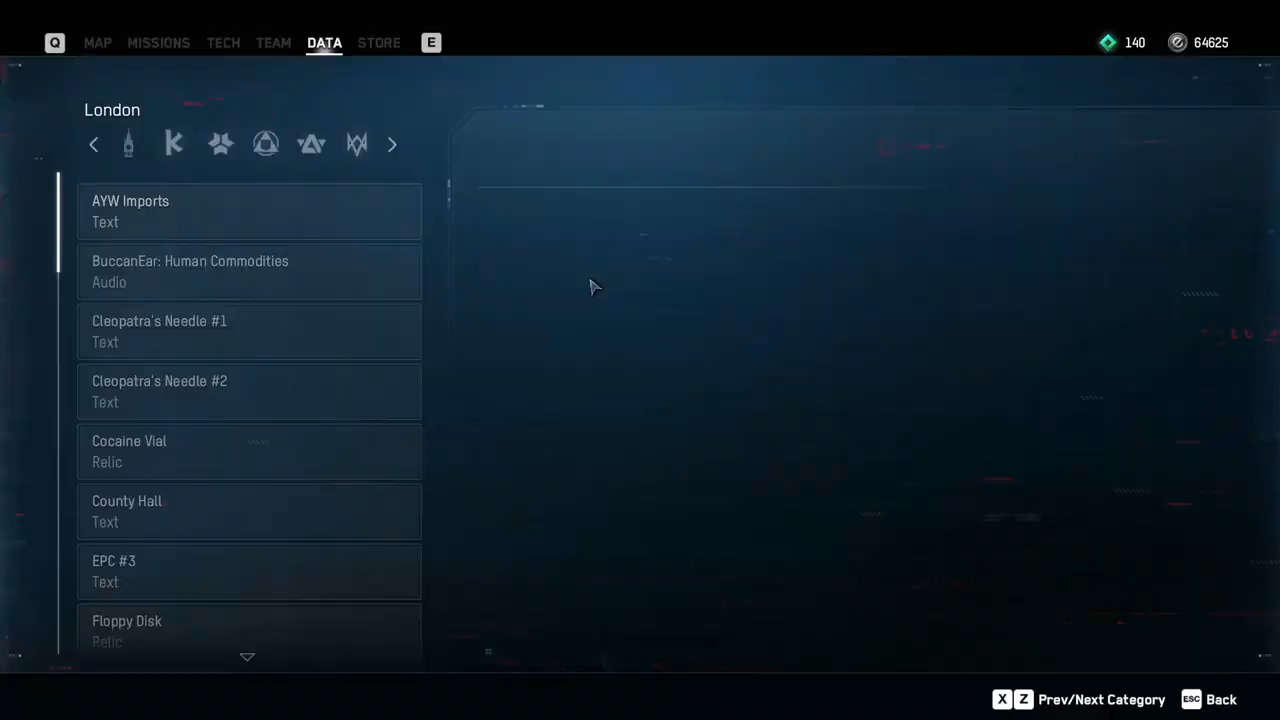 Q MAP MISSIONS TECH TEAM DATA STORE E 140 64625
London
AYW Imports
Text
BuccanEar: Human Commodities
Audio
Cleopatra's Needle #1
Text
Cleopatra's Needle #2
Text
Cocaine Vial
Relic
County Hall
Text
EPC #3
Text
Floppy Disk
Relic
X Z Prev/Next Category ESC Back